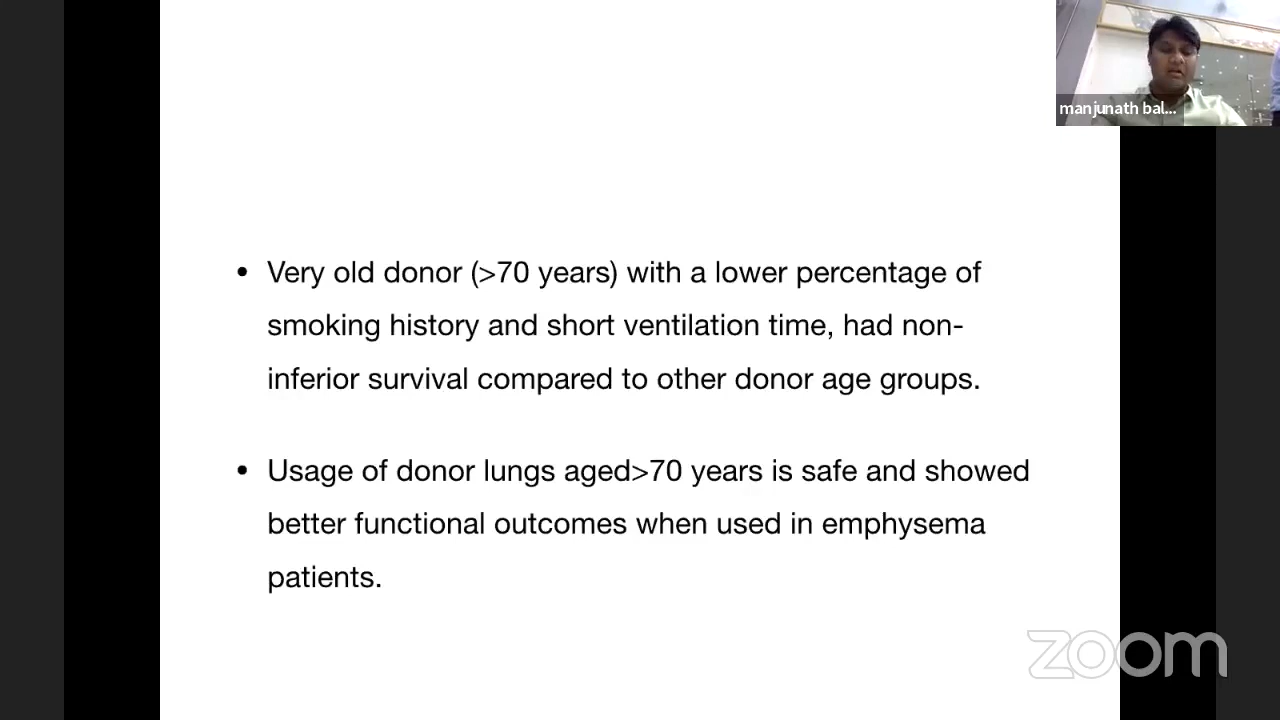 manjunath bal...
• Very old donor (>70 years) with a lower percentage of
smoking history and short ventilation time, had non-
inferior survival compared to other donor age groups.
• Usage of donor lungs aged>70 years is safe and showed
better functional outcomes when used in emphysema
patients.
zoom